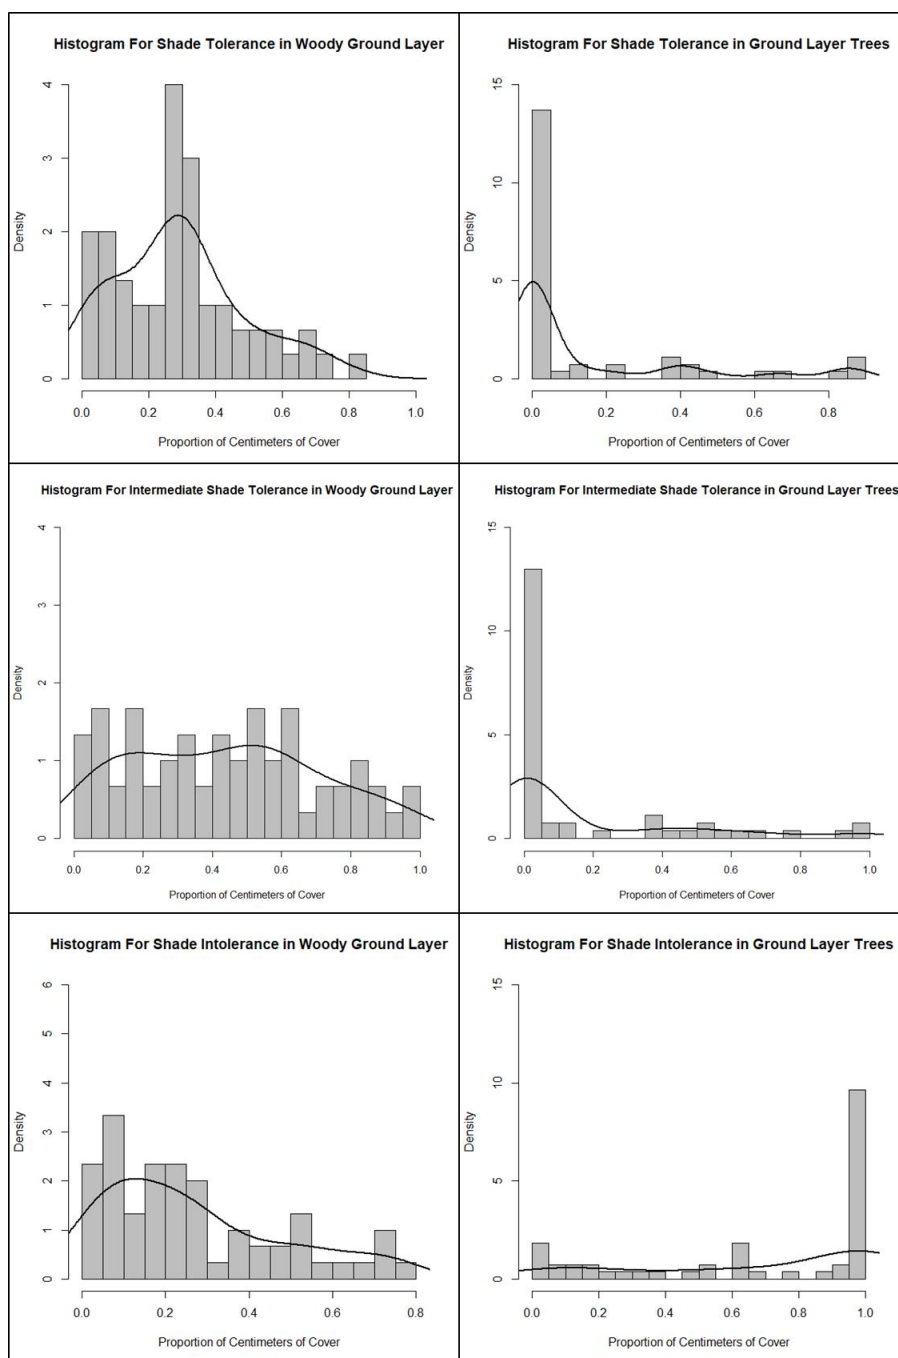 Histogram For Shade Tolerance in Woody Ground Layer
4
3
2
1
0
Density
0.0 0.2 0.4 0.6 0.8 1.0
Proportion of Centimeters of Cover
Histogram For Shade Tolerance in Ground Layer Trees
15
10
5
0
Density
0.0 0.2 0.4 0.6 0.8
Proportion of Centimeters of Cover
Histogram For Intermediate Shade Tolerance in Woody Ground Layer
4
3
2
1
0
Density
0.0 0.2 0.4 0.6 0.8 1.0
Proportion of Centimeters of Cover
Histogram For Intermediate Shade Tolerance in Ground Layer Trees
15
10
5
0
Density
0.0 0.2 0.4 0.6 0.8 1.0
Proportion of Centimeters of Cover
Histogram For Shade Intolerance in Woody Ground Layer
6
5
4
3
2
1
0
Density
0.0 0.2 0.4 0.6 0.8
Proportion of Centimeters of Cover
Histogram For Shade Intolerance in Ground Layer Trees
15
10
5
0
Density
0.0 0.2 0.4 0.6 0.8 1.0
Proportion of Centimeters of Cover